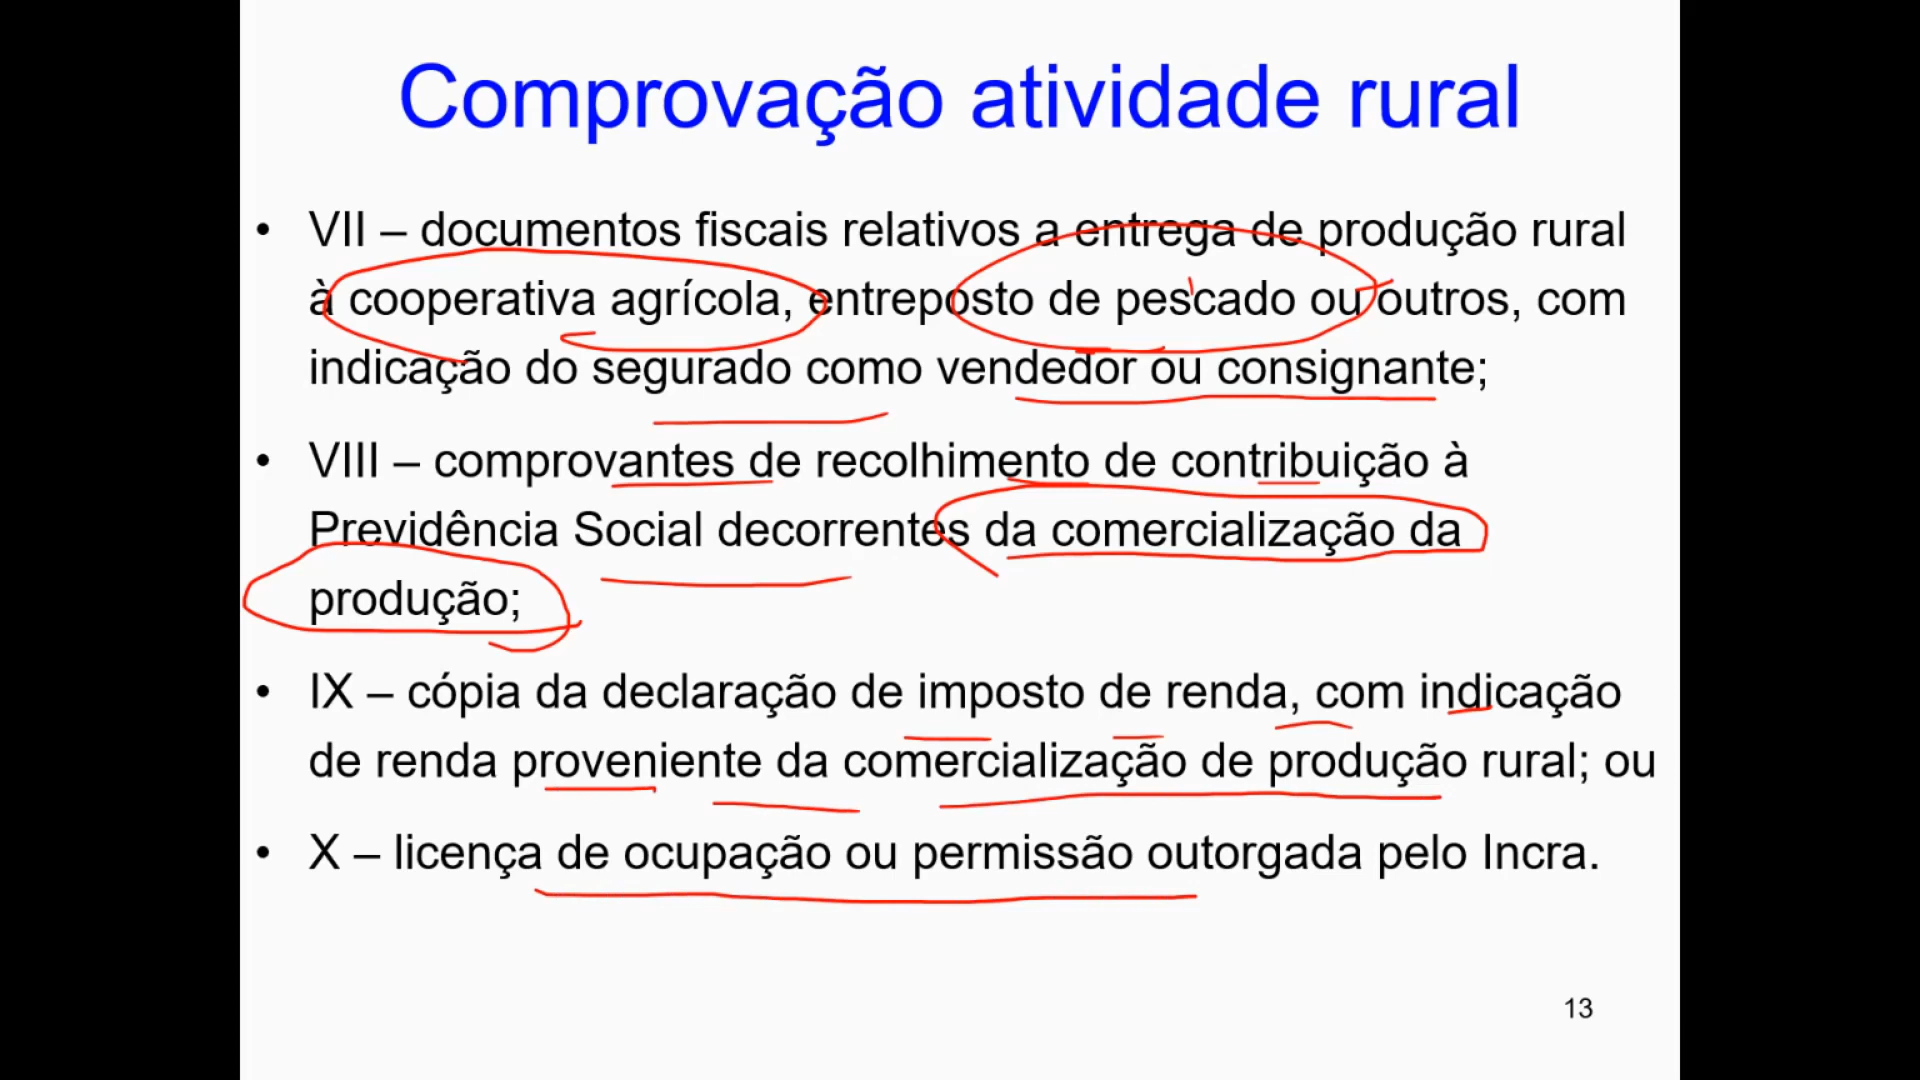 Comprovação atividade rural
• VII – documentos fiscais relativos a entrega de produção rural
à cooperativa agrícola, entreposto de pescado ou outros, com
indicação do segurado como vendedor ou consignante;
• VIII – comprovantes de recolhimento de contribuição à
Previdência Social decorrentes da comercialização da
produção;
• IX – cópia da declaração de imposto de renda, com indicação
de renda proveniente da comercialização de produção rural; ou
• X – licença de ocupação ou permissão outorgada pelo Incra.
13